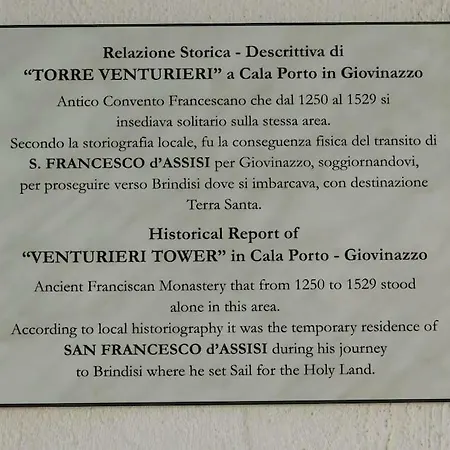 Relazione Storica - Descrittiva di
“TORRE VENTURIERI” a Cala Porto in Giovinazzo
Antico Convento Francescano che dal 1250 al 1529 si
insediava solitario sulla stessa area.
Secondo la storiografia locale, fu la conseguenza fisica del transito di
S. FRANCESCO d’ASSISI per Giovinazzo, soggiornandovi,
per proseguire verso Brindisi dove si imbarcava, con destinazione
Terra Santa.
Historical Report of
“VENTURIERI TOWER” in Cala Porto - Giovinazzo
Ancient Franciscan Monastery that from 1250 to 1529 stood
alone in this area.
According to local historiography it was the temporary residence of
SAN FRANCESCO d’ASSISI during his journey
to Brindisi where he set Sail for the Holy Land.